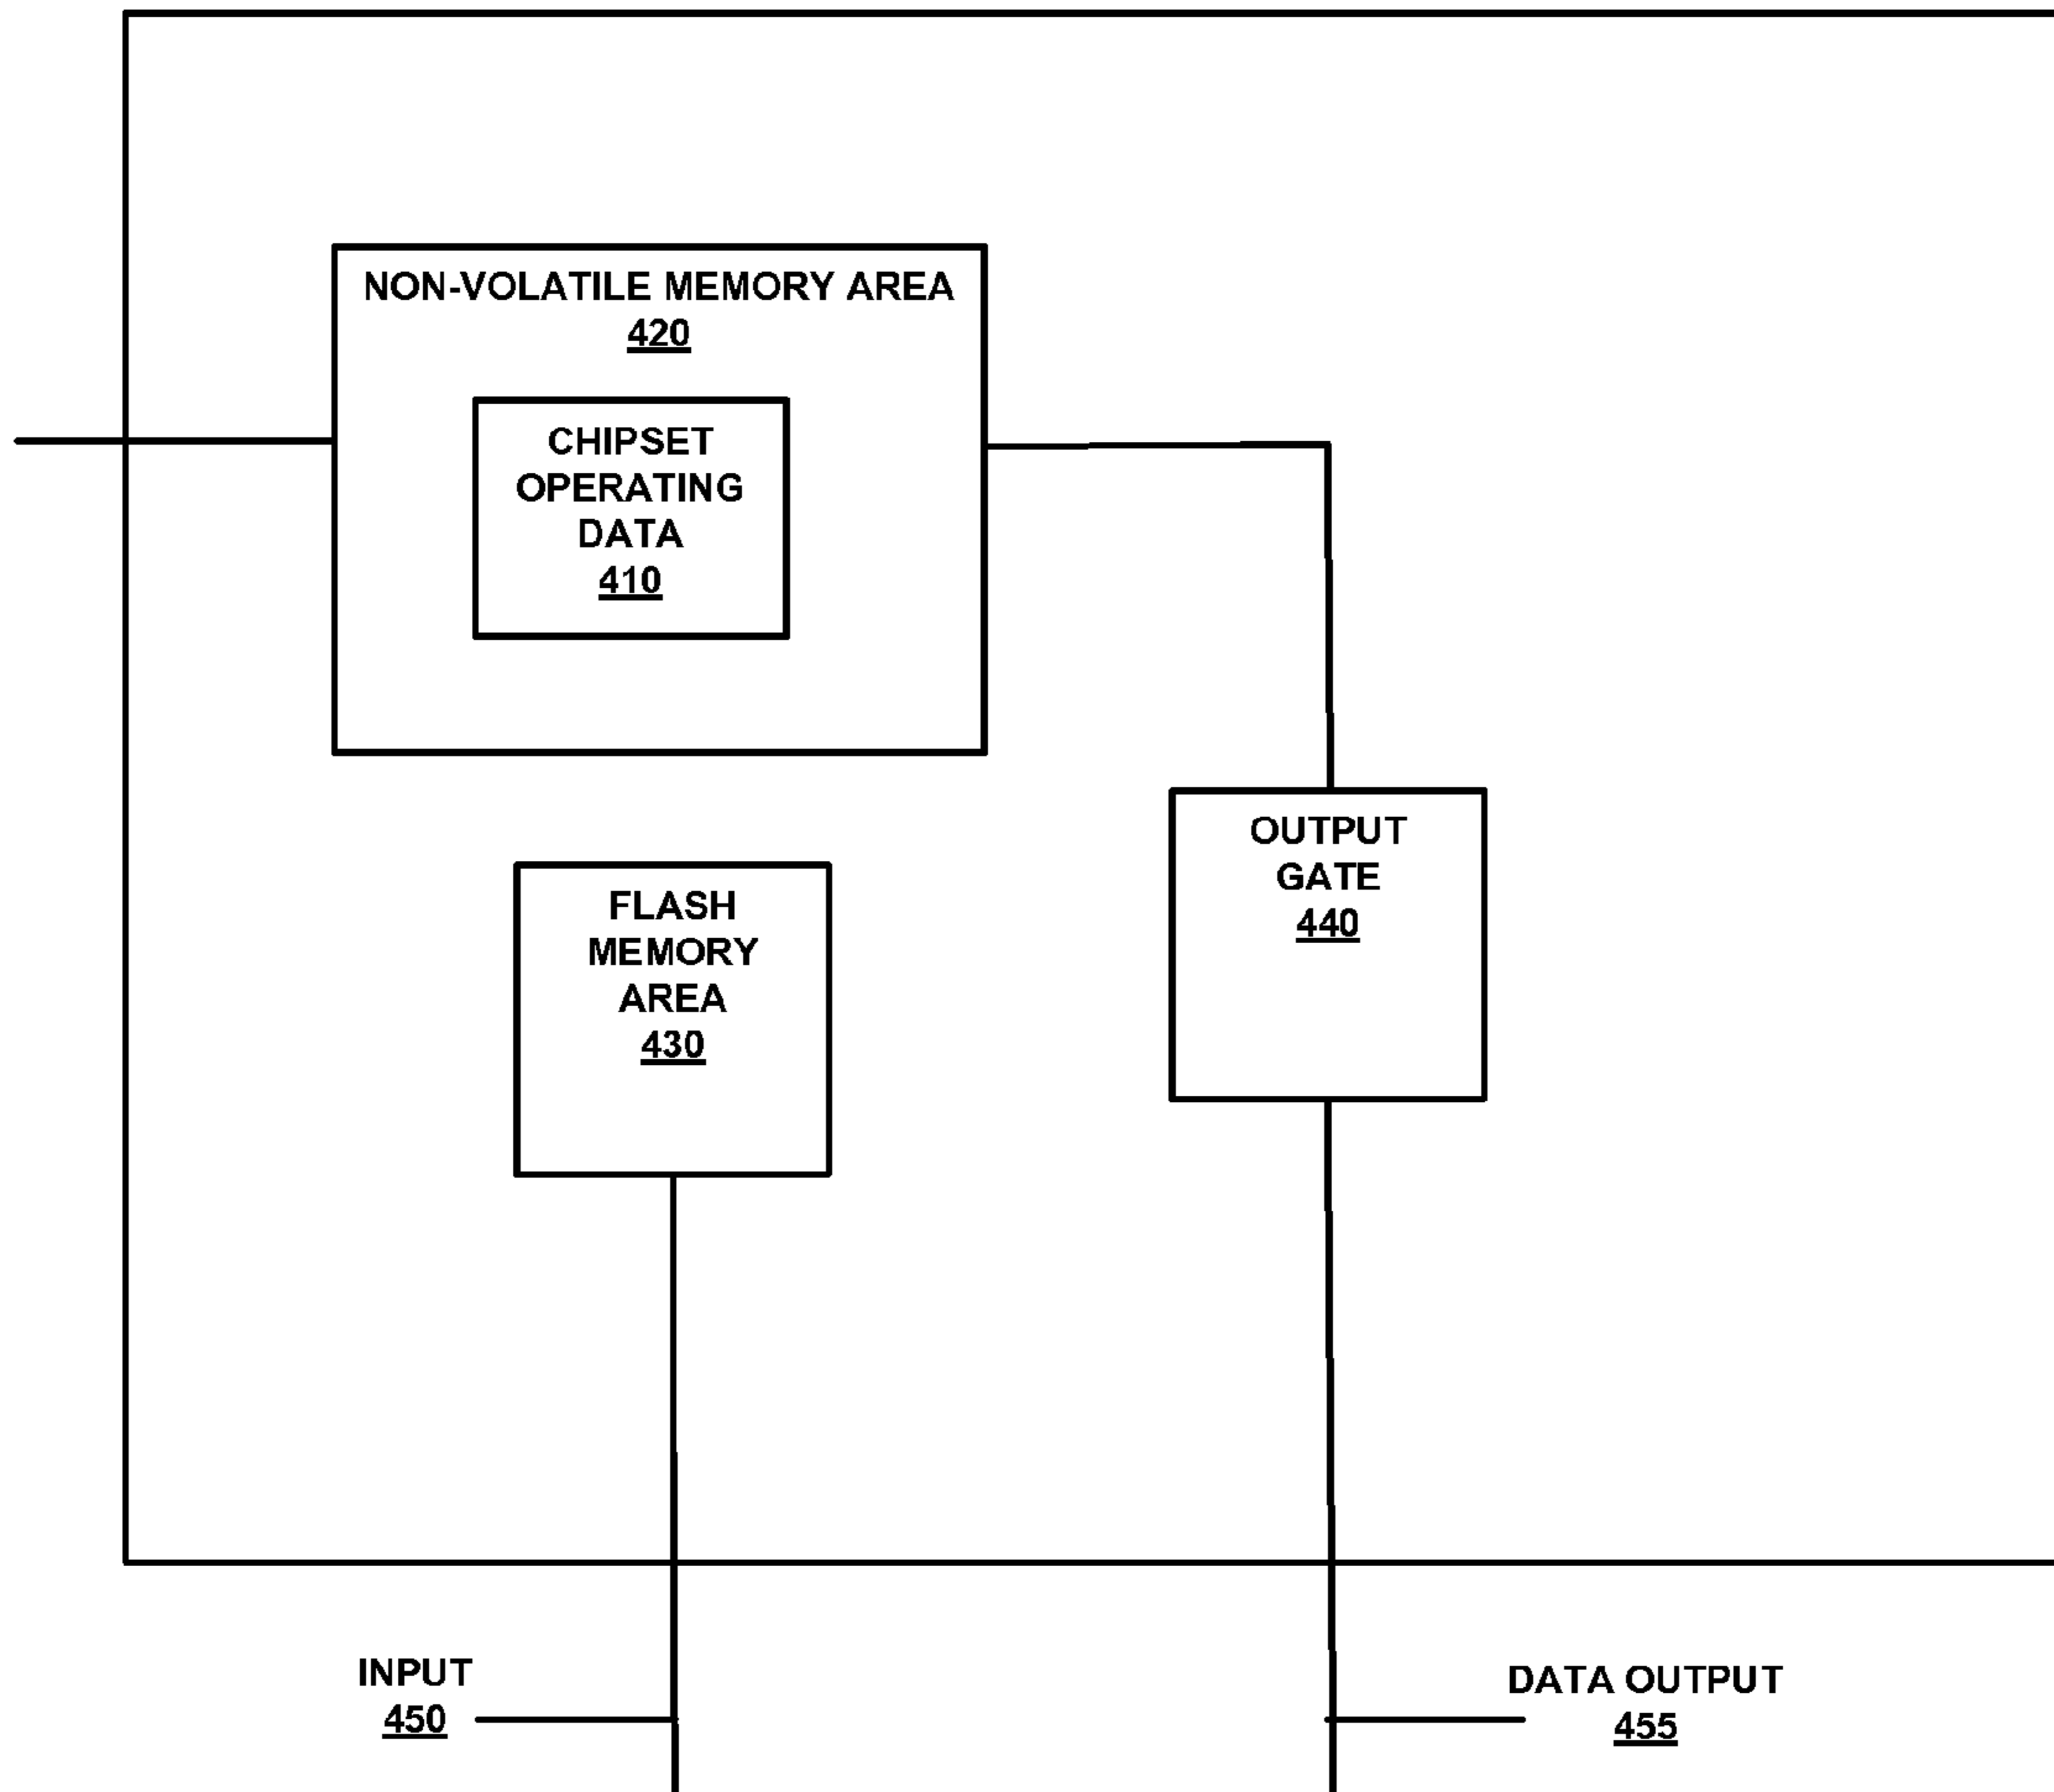 NON-VOLATILE MEMORY AREA
420
CHIPSET
OPERATING
DATA
410
OUTPUT
GATE
440
FLASH
MEMORY
AREA
430
INPUT
450
DATA OUTPUT
455